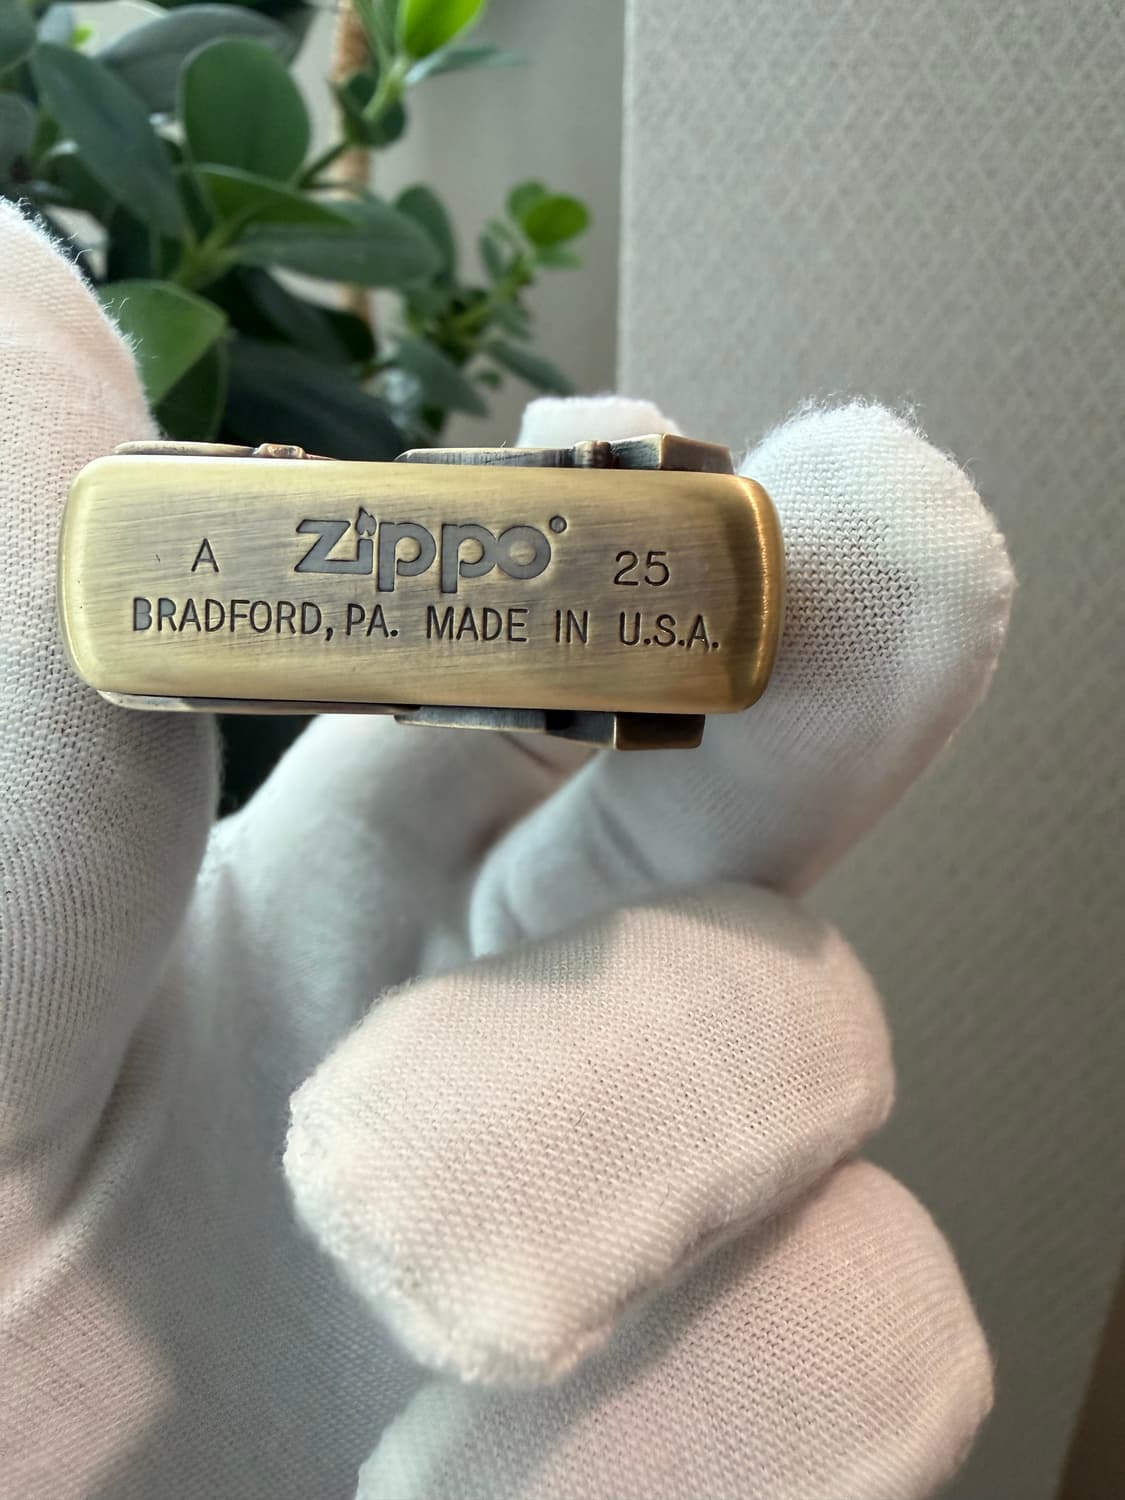 A zippo® 25
BRADFORD, PA. MADE IN U.S.A.